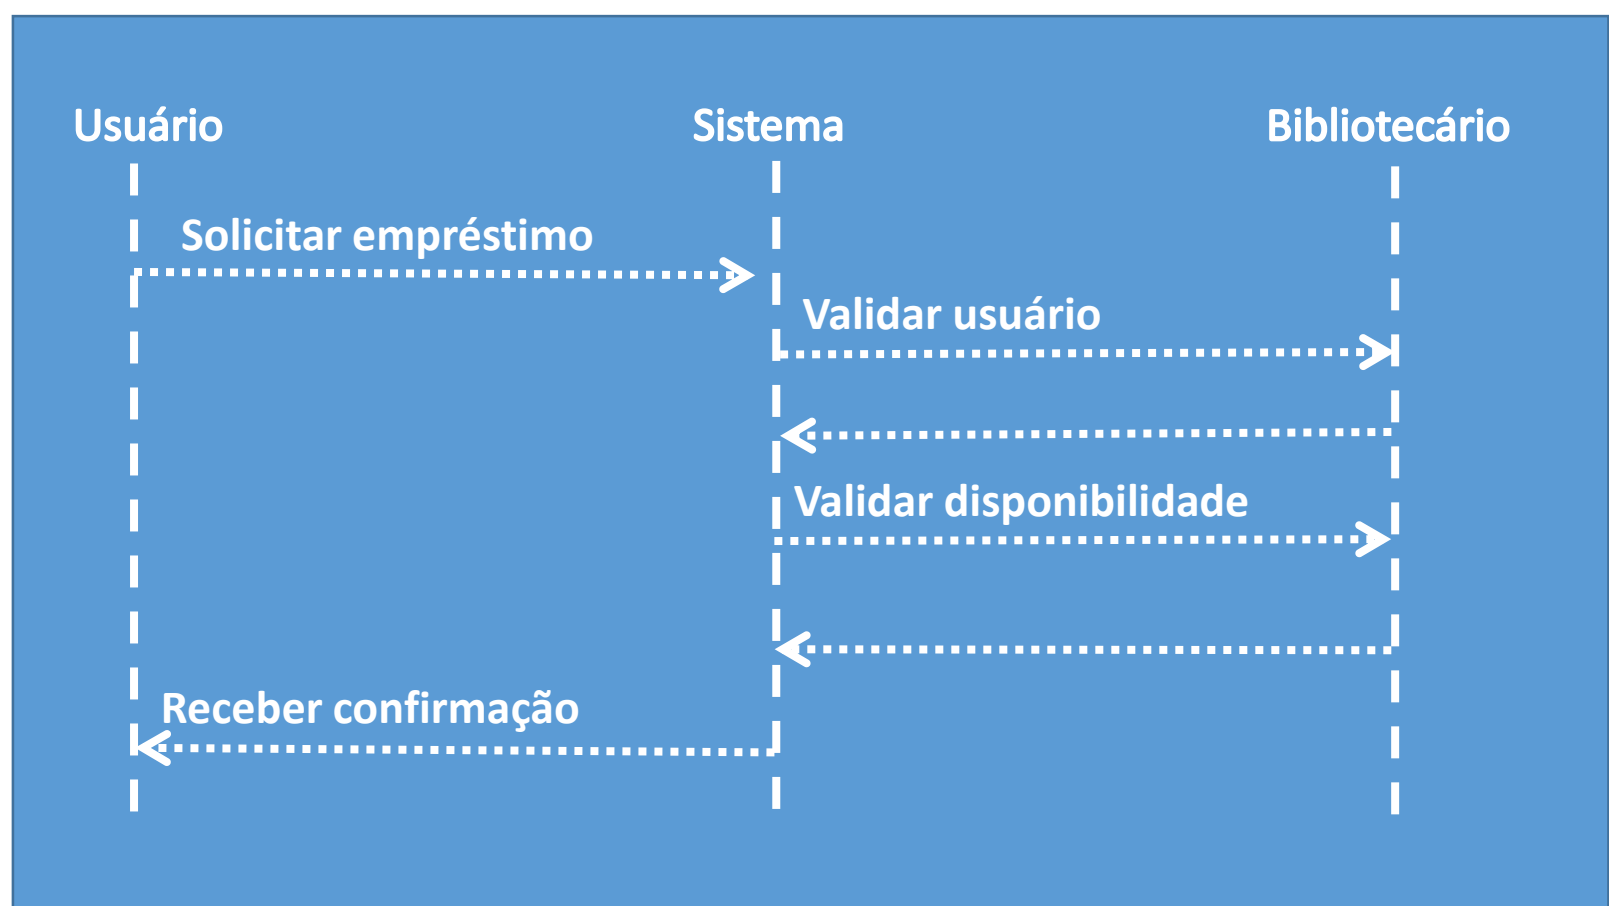 Usuário
Sistema
Bibliotecário
Solicitar empréstimo
Validar usuário
Validar disponibilidade
Receber confirmação